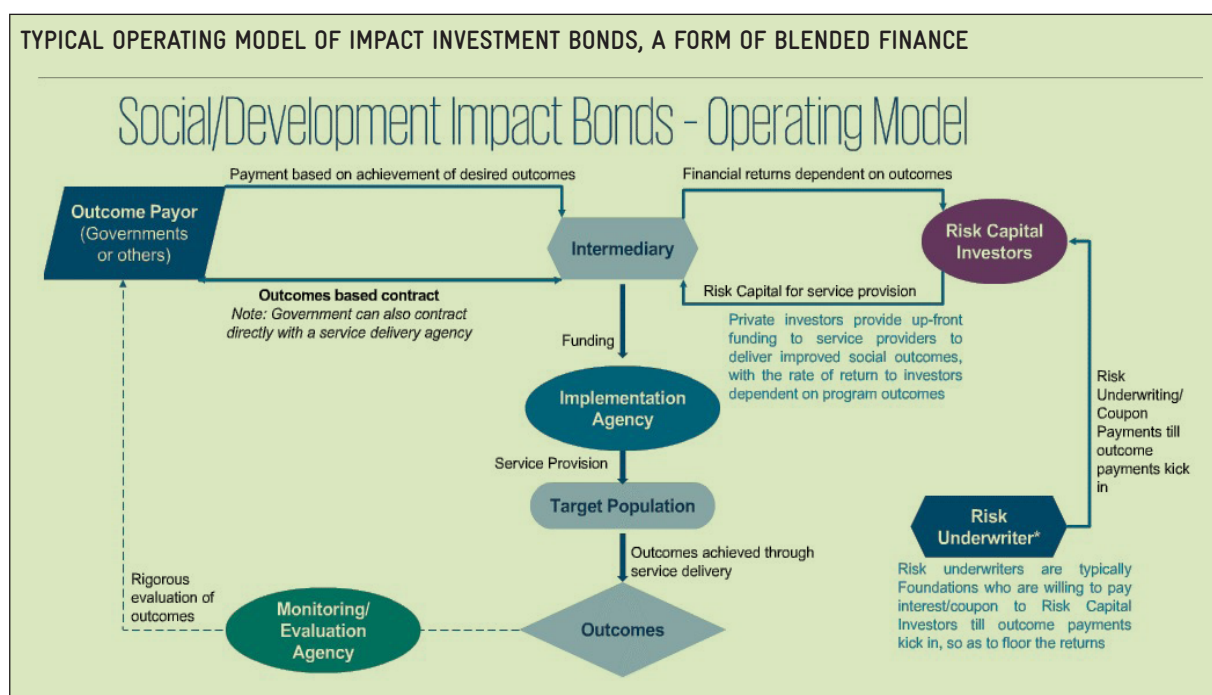 TYPICAL OPERATING MODEL OF IMPACT INVESTMENT BONDS, A FORM OF BLENDED FINANCE
Social/Development Impact Bonds - Operating Model
Payment based on achievement of desired outcomes
Financial returns dependent on outcomes
Outcome Payor
(Governments
or others)
Intermediary
Risk Capital
Investors
Outcomes based contract
Note: Government can also contract
directly with a service delivery agency
Risk Capital for service provision
Private investors provide up-front
funding to service providers to
deliver improved social outcomes,
with the rate of return to investors
dependent on program outcomes
Funding
Implementation
Agency
Risk
Underwriting/
Coupon
Payments till
outcome
payments kick
in
Service Provision
Target Population
Risk
Underwriter*
Outcomes achieved through
service delivery
Risk underwriters are typically
Foundations who are willing to pay
interest/coupon to Risk Capital
Investors till outcome payments
kick in, so as to floor the returns
Rigorous
evaluation of
outcomes
Monitoring/
Evaluation
Agency
Outcomes